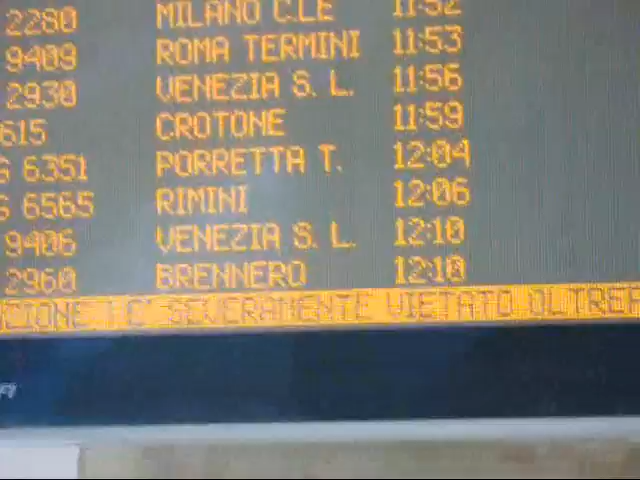 2280 MILANO C.LE 11:52
9409 ROMA TERMINI 11:53
2930 VENEZIA S. L. 11:56
615 CROTONE 11:59
G 6351 PORRETTA T. 12:04
G 6565 RIMINI 12:06
9406 VENEZIA S. L. 12:10
2960 BRENNERO 12:10
SEVERAMENTE VIETATO OLTRE